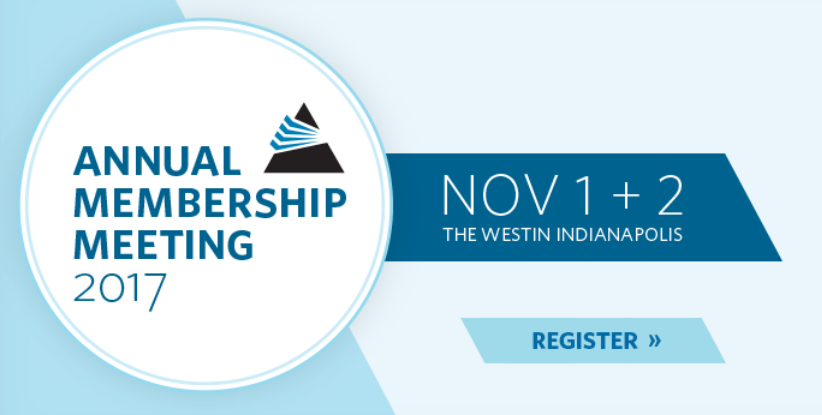 ANNUAL
MEMBERSHIP
MEETING
2017
NOV 1 + 2
THE WESTIN INDIANAPOLIS
REGISTER »